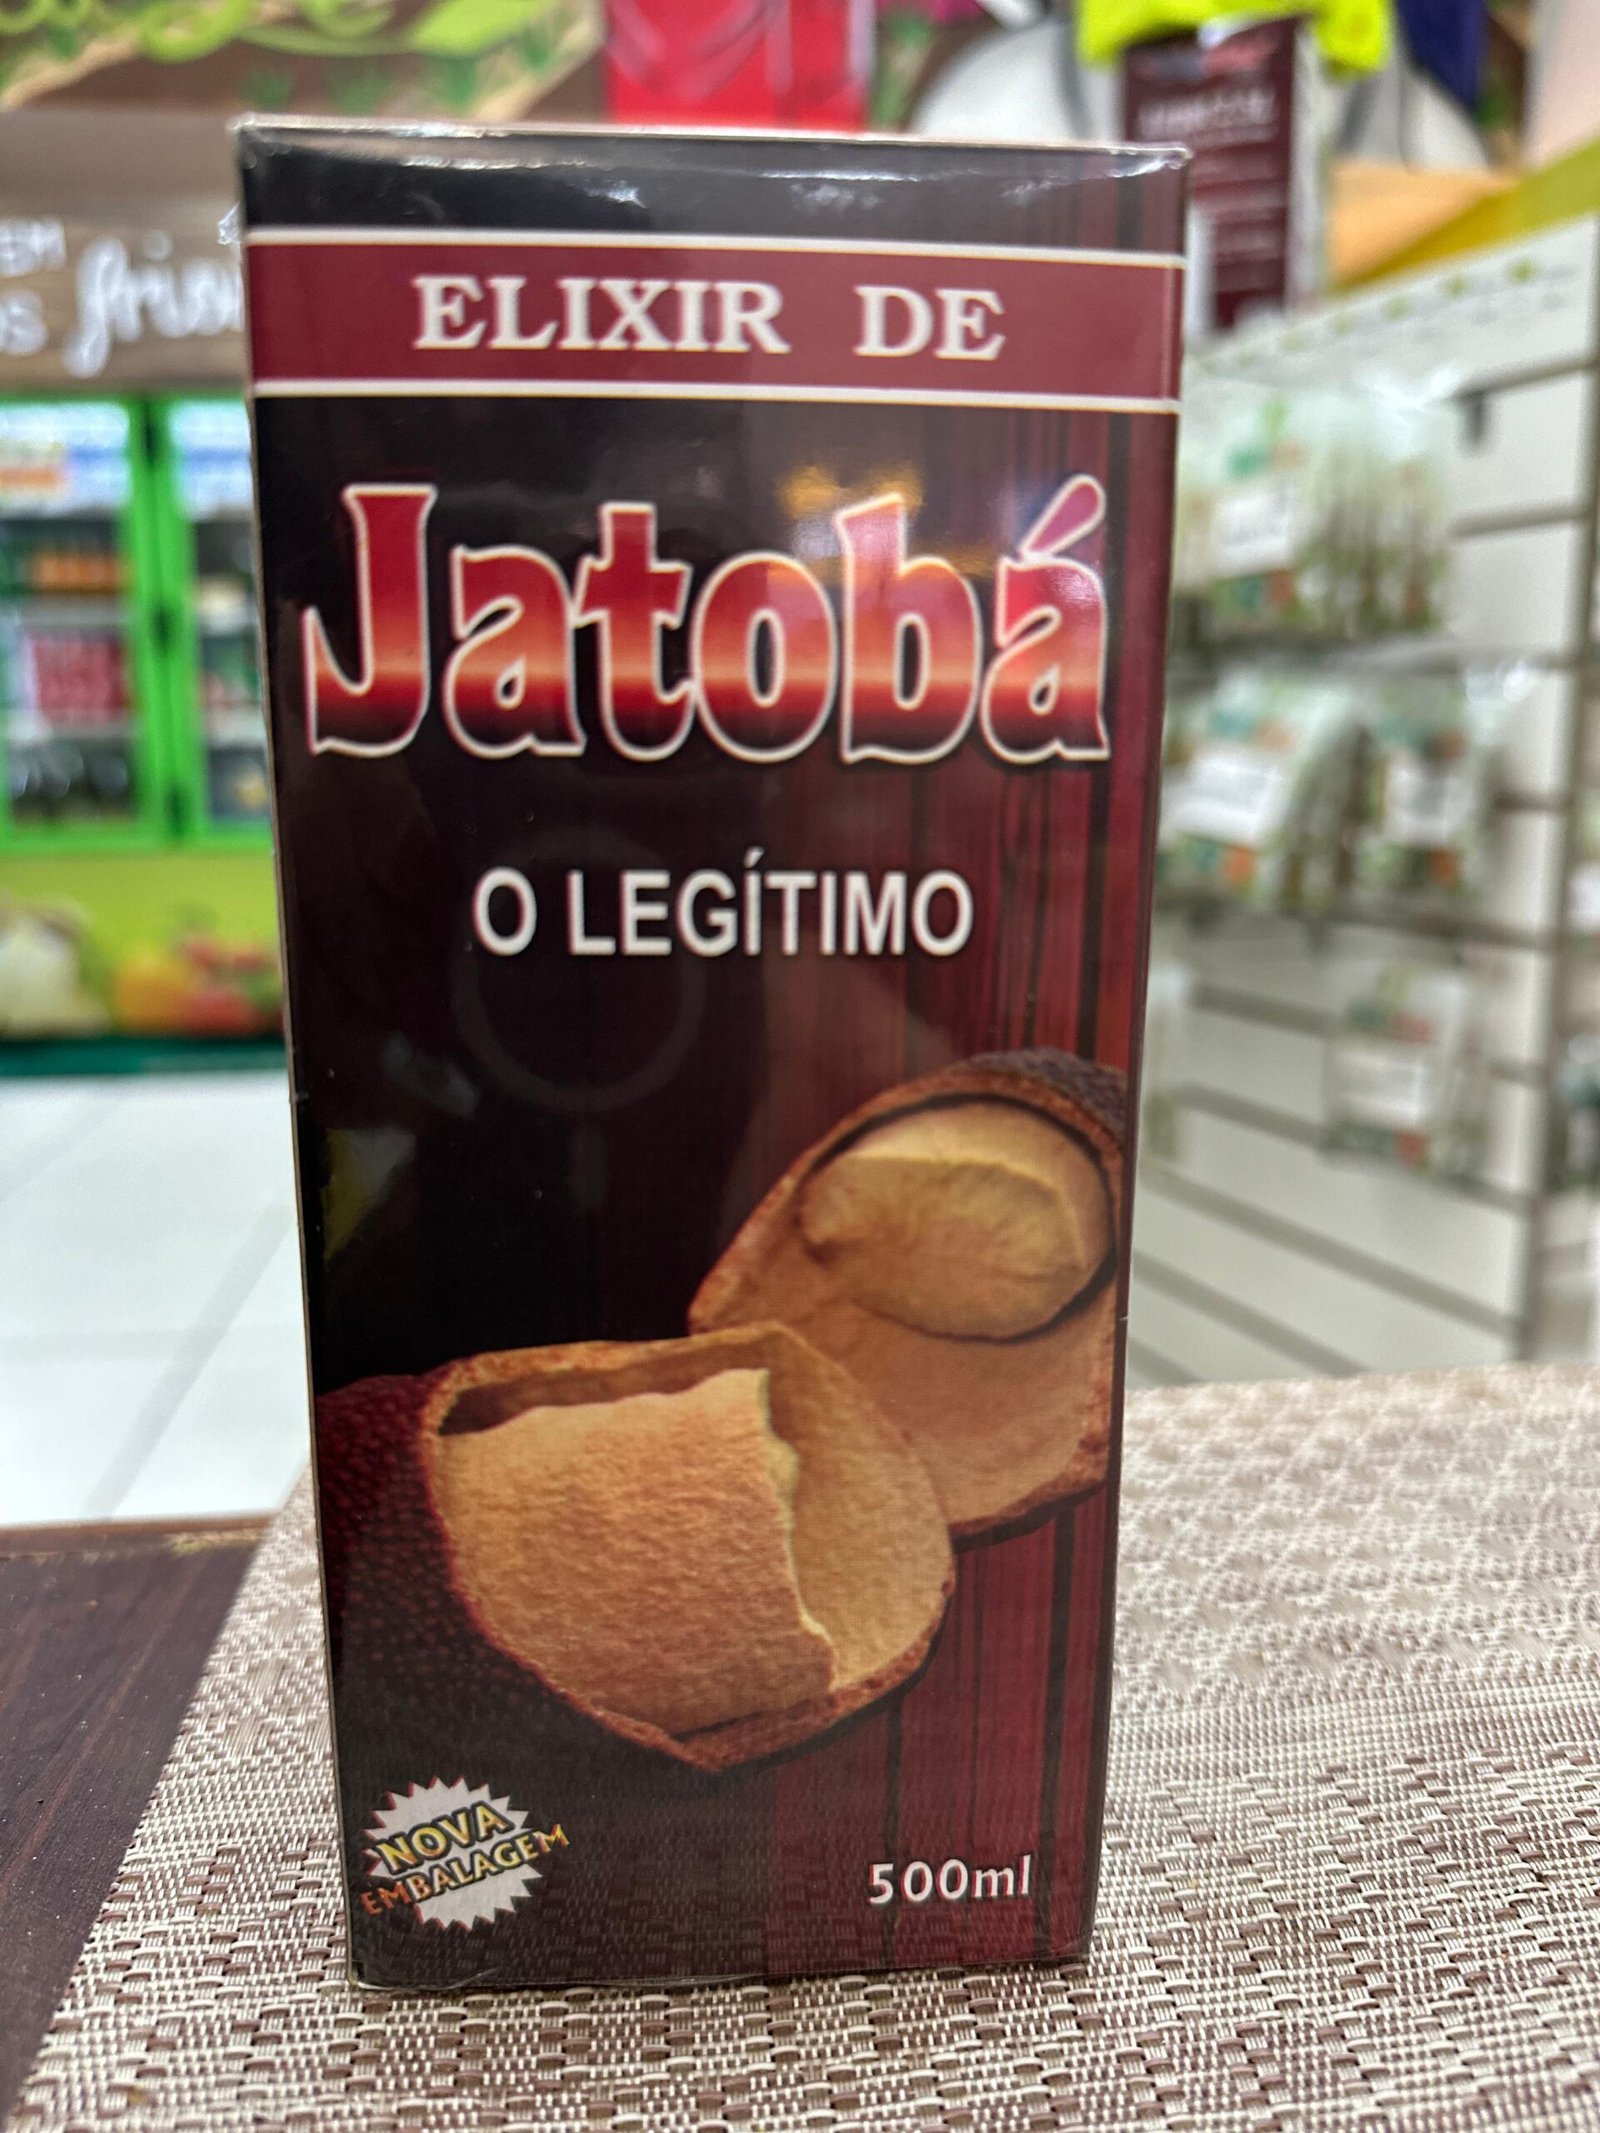 ELIXIR DE
Jatobá
O LEGÍTIMO
NOVA
EMBALAGEM
500ml